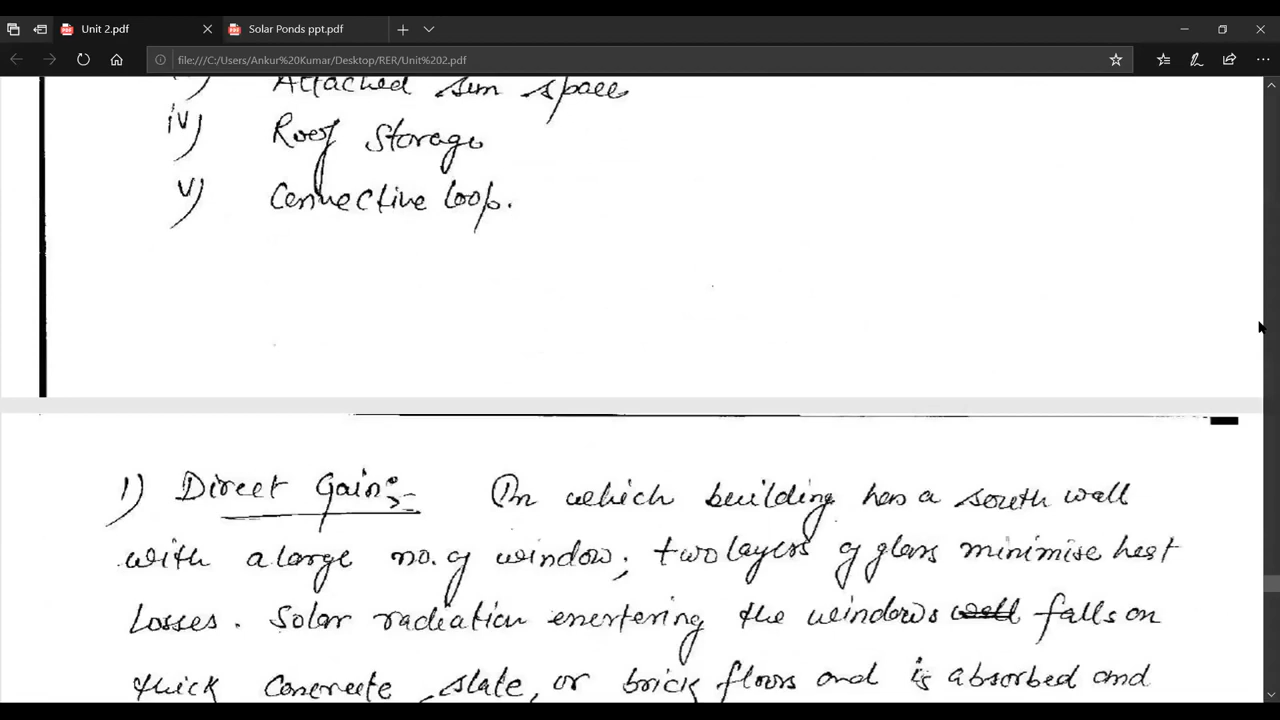 Unit 2.pdf
Solar Ponds ppt.pdf
file:///C:/Users/Ankur%20Kumar/Desktop/RER/Unit%202.pdf
Attached sun space
iv) Roof Storage
v) Connective loop.
1) Direct Gain:- In which building has a south wall
with a large no. of window; two layers of glass minimise heat
Losses. Solar radiation enertering the windows well falls on
thick concreete, slate, or brick floors and is absorbed and